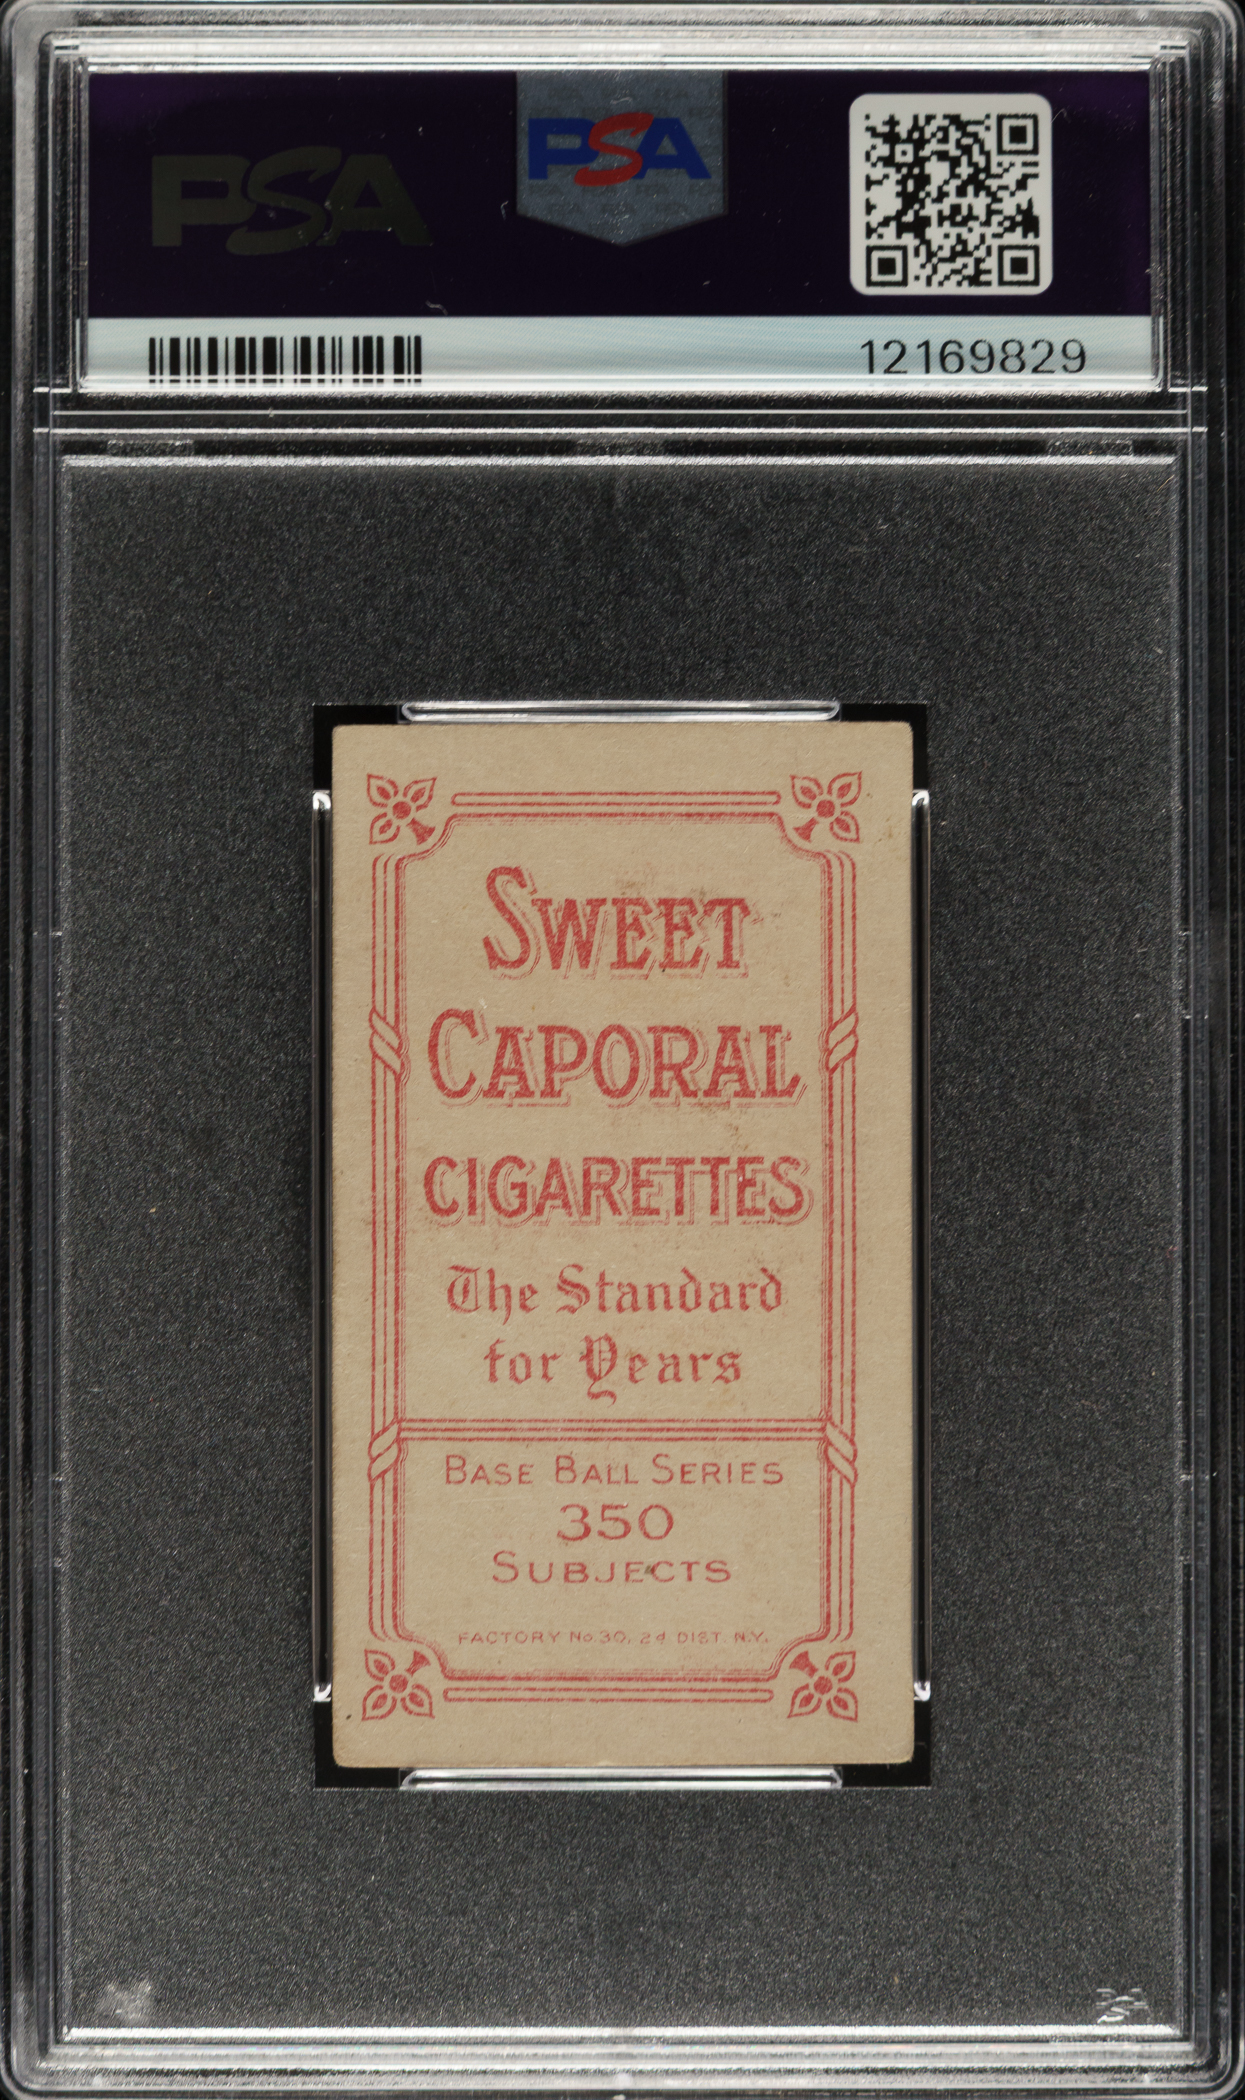 PSA
PSA
12169829
SWEET
CAPORAL
CIGARETTES
The Standard
for Years
BASE BALL SERIES
350
SUBJECTS
FACTORY No 30, 2d DIST. N.Y.